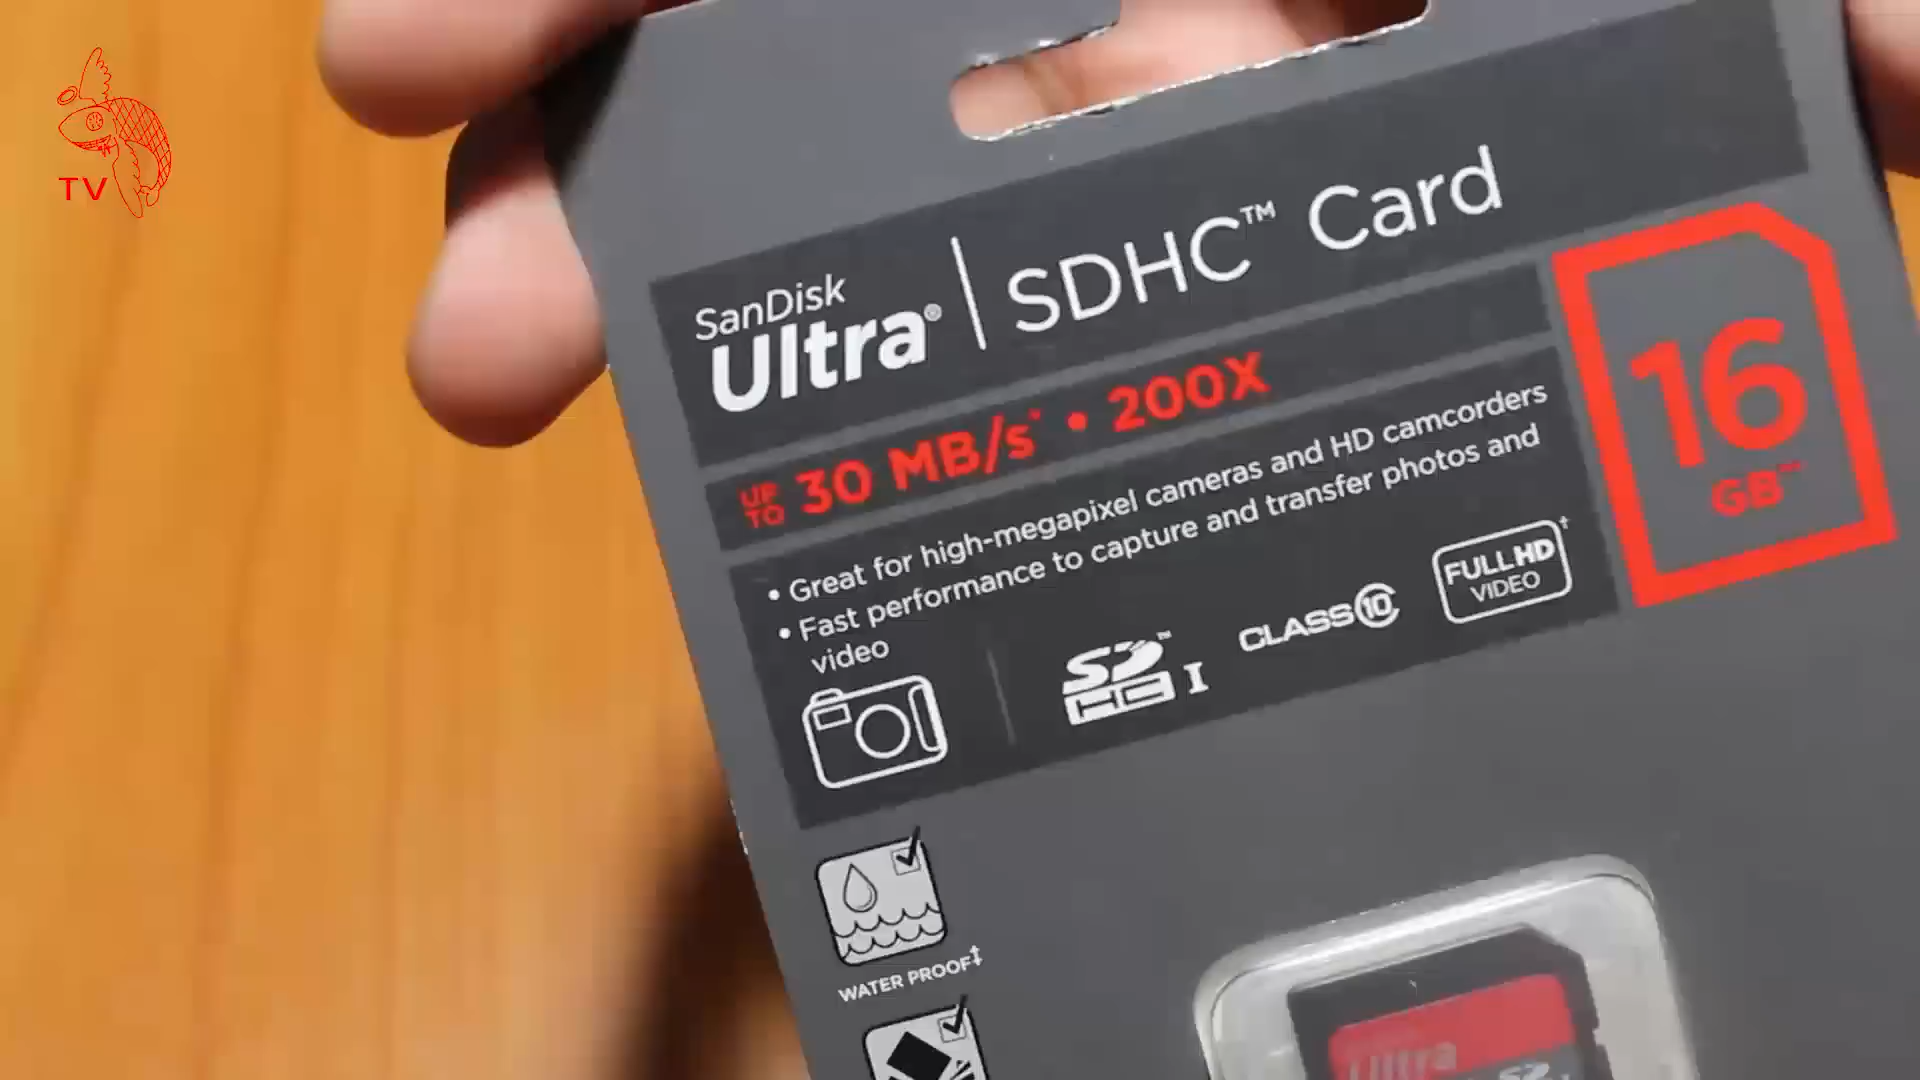 TV
SanDisk
Ultra® | SDHC™ Card
UP TO 30 MB/s* • 200X
16
GB™
• Great for high-megapixel cameras and HD camcorders
• Fast performance to capture and transfer photos and
video
SD HC I
CLASS 10
FULL HD†
VIDEO
WATER PROOF‡
Ultra